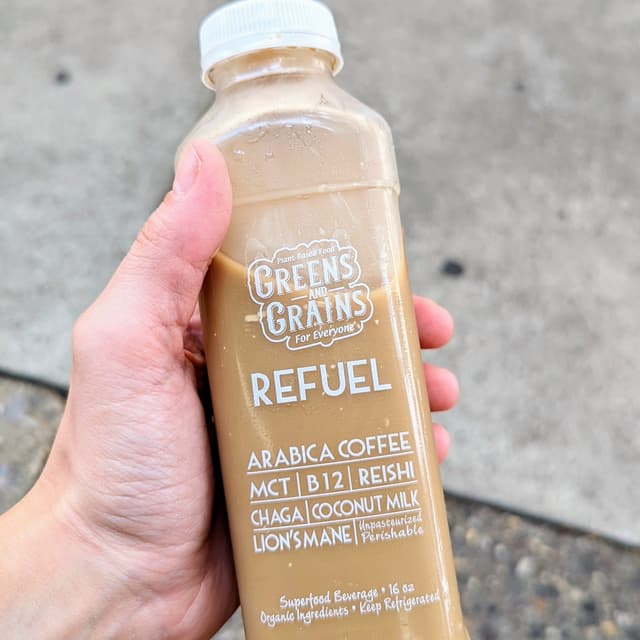 Plant-Based Food
GREENS
AND
GRAINS
For Everyone
REFUEL
ARABICA COFFEE
MCT | B12 | REISHI
CHAGA | COCONUT MILK
LION'S MANE | Unpasteurized
Perishable
Superfood Beverage • 16 oz
Organic Ingredients • Keep Refrigerated